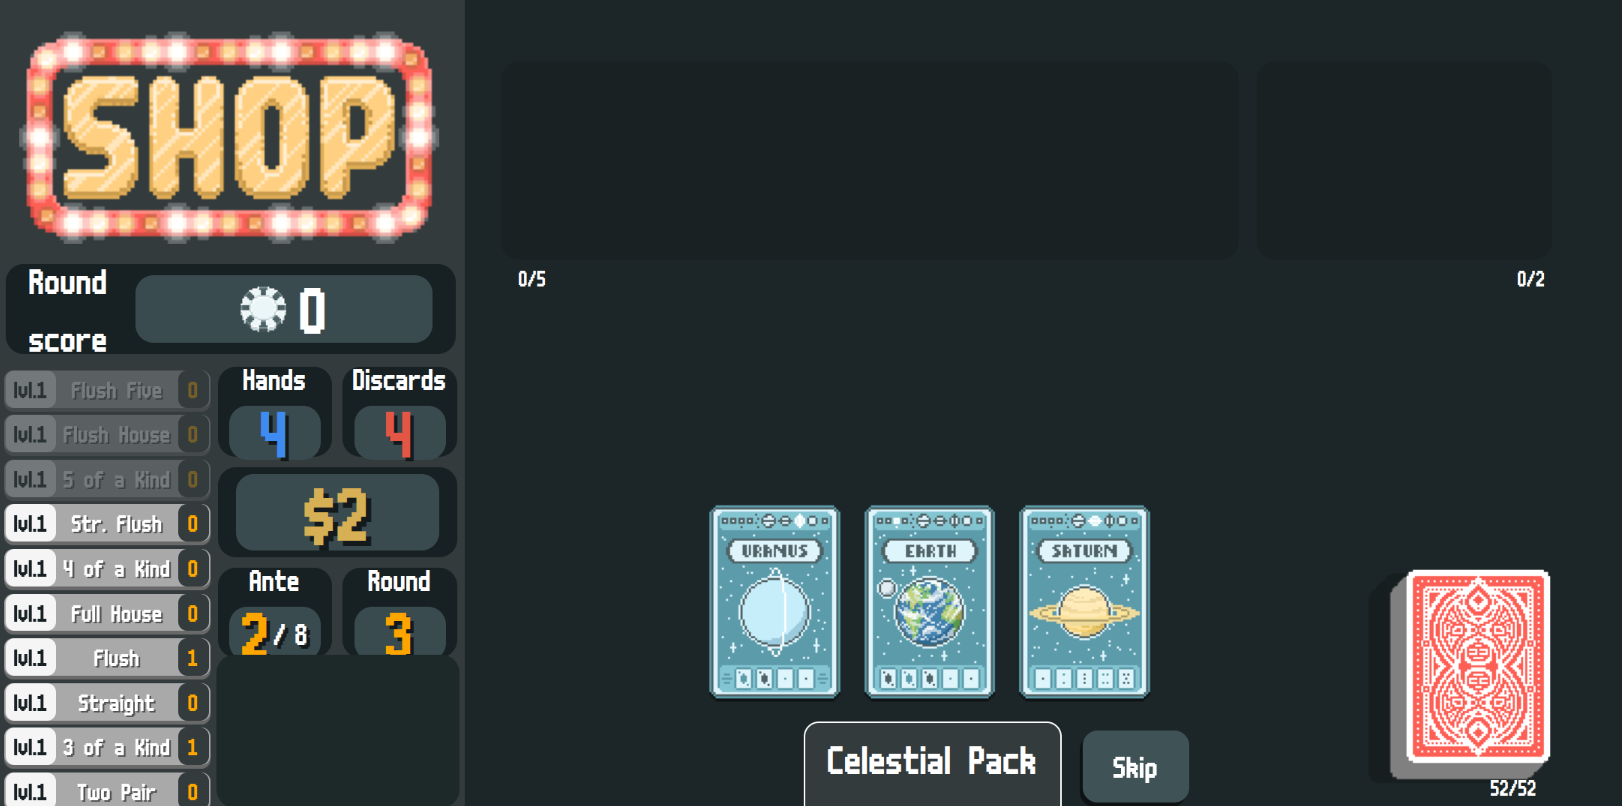 SHOP
Round
score
0
lvl.1 Flush Five 0
lvl.1 Flush House 0
lvl.1 5 of a Kind 0
lvl.1 Str. Flush 0
lvl.1 4 of a Kind 0
lvl.1 Full House 0
lvl.1 Flush 1
lvl.1 Straight 0
lvl.1 3 of a Kind 1
lvl.1 Two Pair 0
Hands
4
Discards
4
$2
Ante
2/8
Round
3
0/5
0/2
URANUS
EARTH
SATURN
Celestial Pack
Skip
52/52